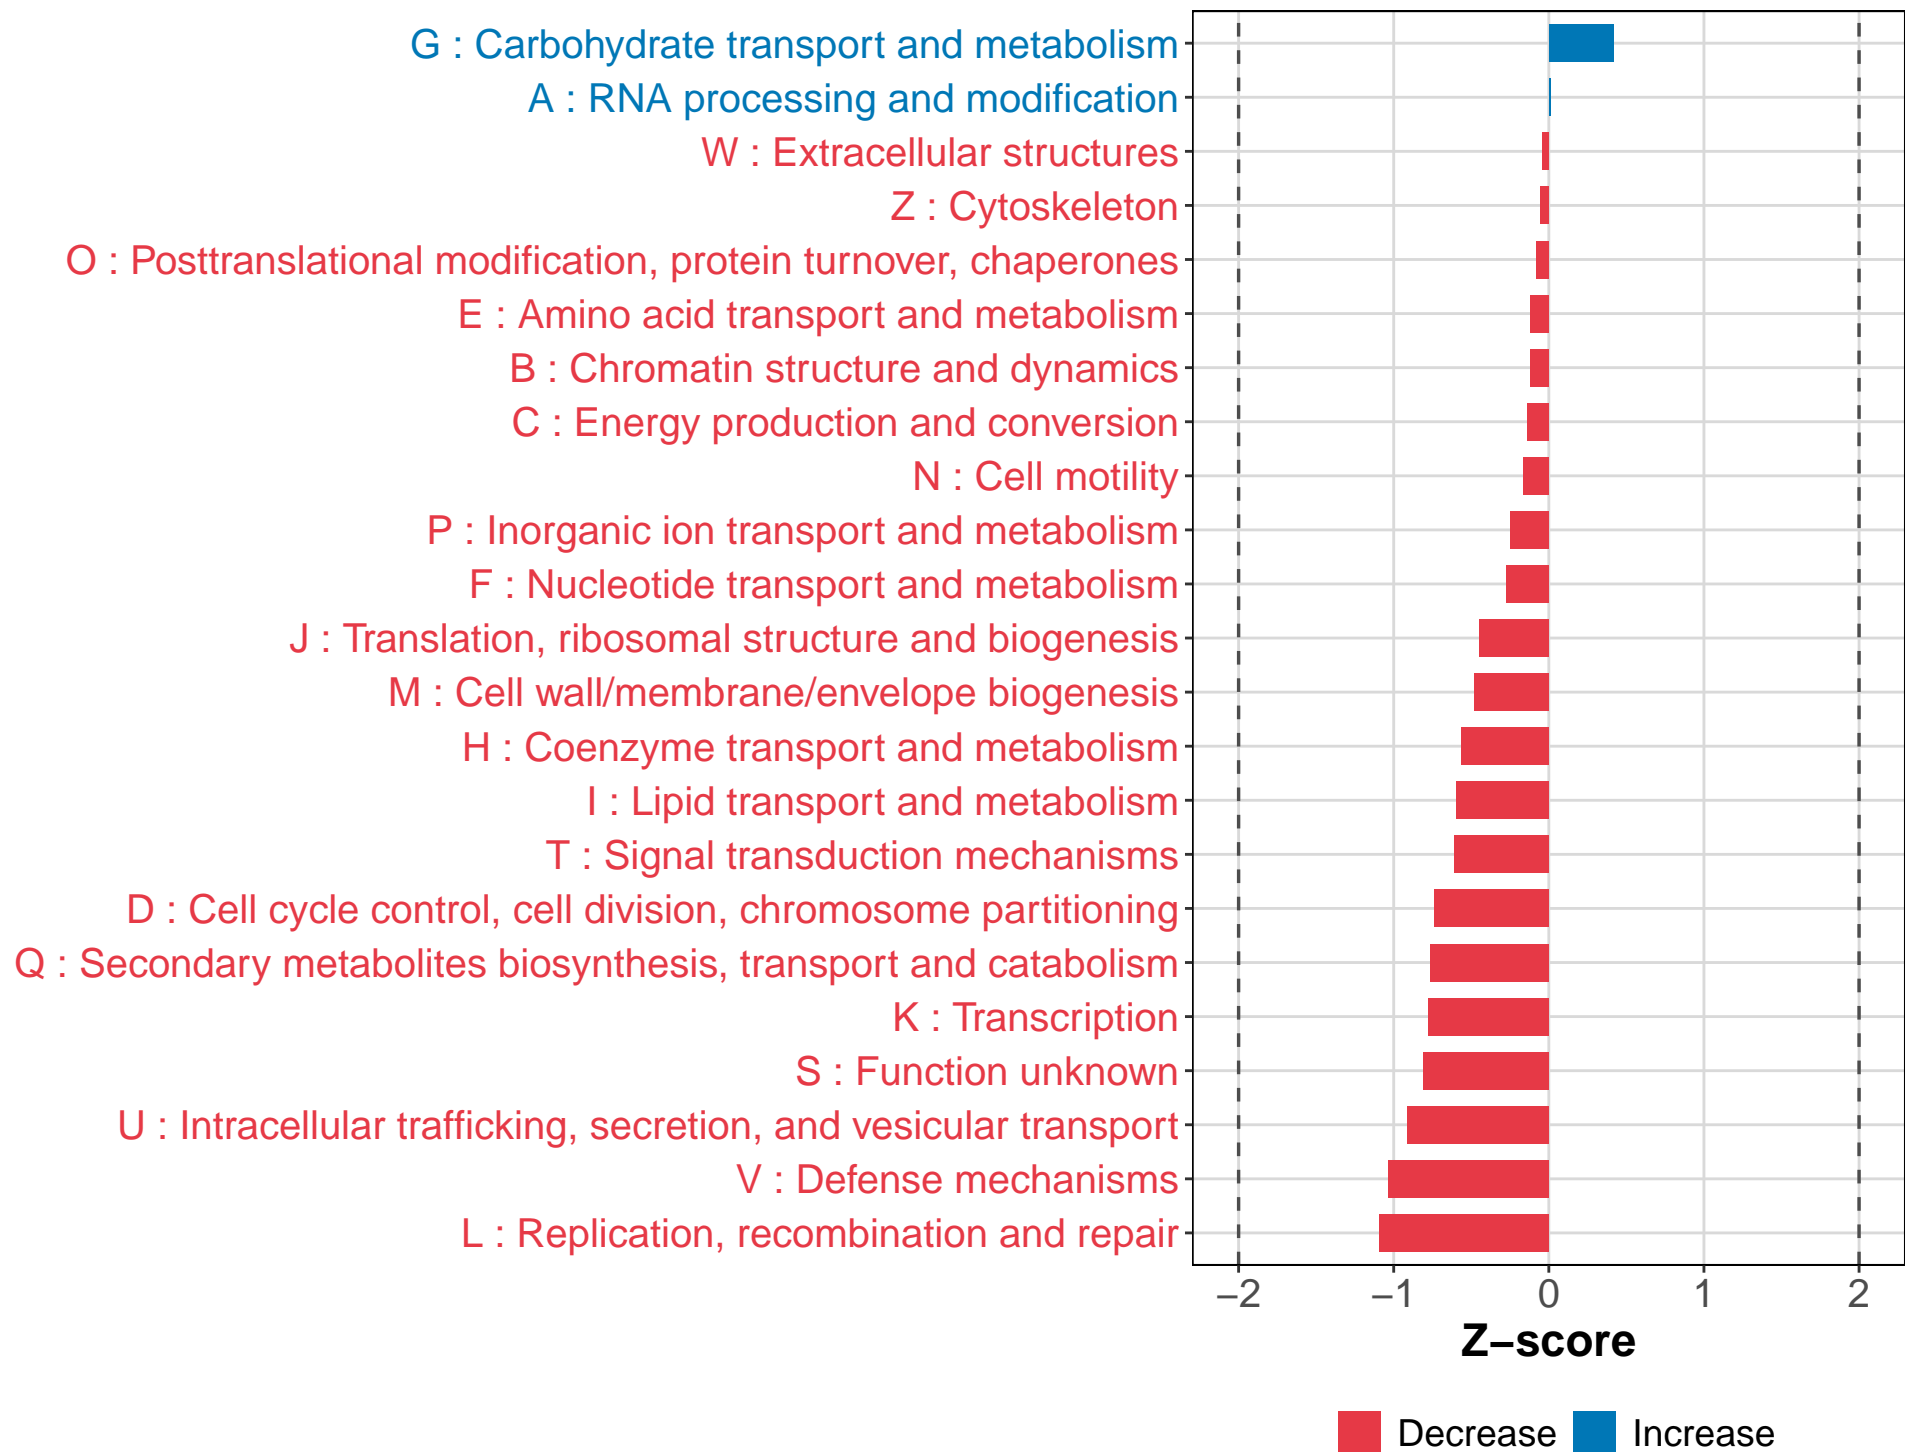 G : Carbohydrate transport and metabolism
A : RNA processing and modification
W : Extracellular structures
Z : Cytoskeleton
O : Posttranslational modification, protein turnover, chaperones
E : Amino acid transport and metabolism
B : Chromatin structure and dynamics
C : Energy production and conversion
N : Cell motility
P : Inorganic ion transport and metabolism
F : Nucleotide transport and metabolism
J : Translation, ribosomal structure and biogenesis
M : Cell wall/membrane/envelope biogenesis
H : Coenzyme transport and metabolism
I : Lipid transport and metabolism
T : Signal transduction mechanisms
D : Cell cycle control, cell division, chromosome partitioning
Q : Secondary metabolites biosynthesis, transport and catabolism
K : Transcription
S : Function unknown
U : Intracellular trafficking, secretion, and vesicular transport
V : Defense mechanisms
L : Replication, recombination and repair
−2 −1 0 1 2
Z−score
Decrease Increase